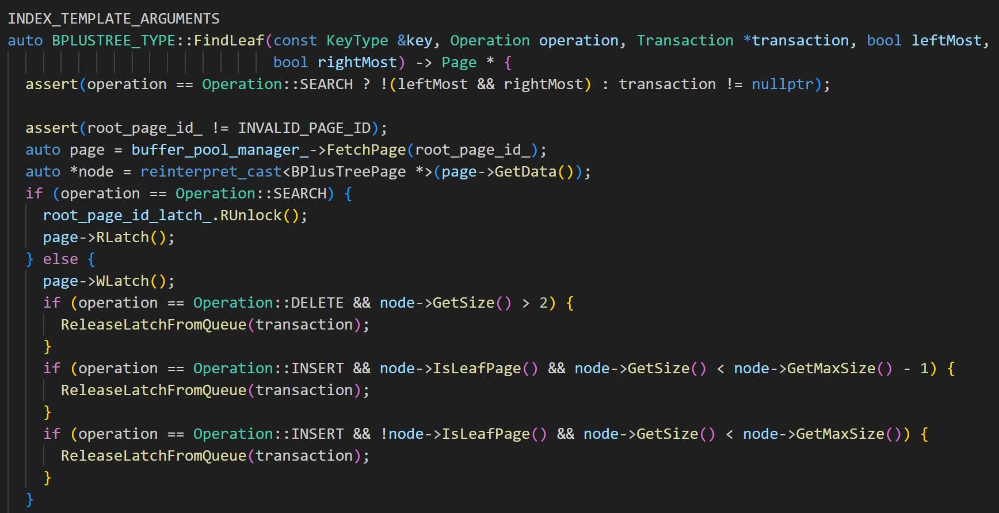 INDEX_TEMPLATE_ARGUMENTS
auto BPLUSTREE_TYPE::FindLeaf(const KeyType &key, Operation operation, Transaction *transaction, bool leftMost,
                              bool rightMost) -> Page * {
  assert(operation == Operation::SEARCH ? !(leftMost && rightMost) : transaction != nullptr);

  assert(root_page_id_ != INVALID_PAGE_ID);
  auto page = buffer_pool_manager_->FetchPage(root_page_id_);
  auto *node = reinterpret_cast<BPlusTreePage *>(page->GetData());
  if (operation == Operation::SEARCH) {
    root_page_id_latch_.RUnlock();
    page->RLatch();
  } else {
    page->WLatch();
    if (operation == Operation::DELETE && node->GetSize() > 2) {
      ReleaseLatchFromQueue(transaction);
    }
    if (operation == Operation::INSERT && node->IsLeafPage() && node->GetSize() < node->GetMaxSize() - 1) {
      ReleaseLatchFromQueue(transaction);
    }
    if (operation == Operation::INSERT && !node->IsLeafPage() && node->GetSize() < node->GetMaxSize()) {
      ReleaseLatchFromQueue(transaction);
    }
  }